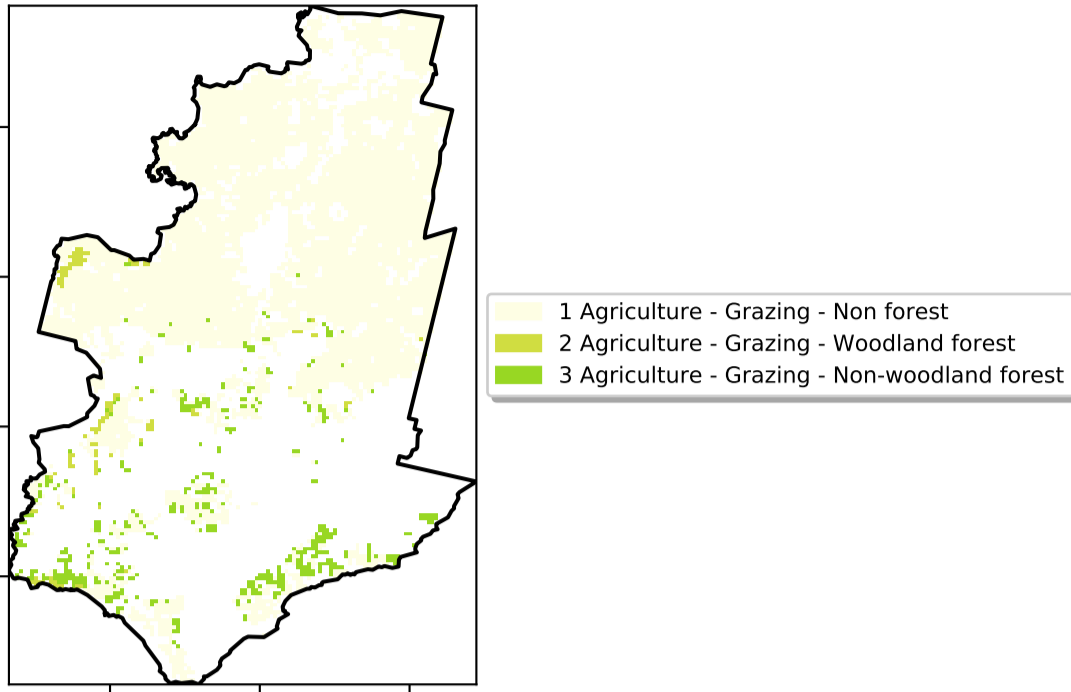 1 Agriculture - Grazing - Non forest
2 Agriculture - Grazing - Woodland forest
3 Agriculture - Grazing - Non-woodland forest